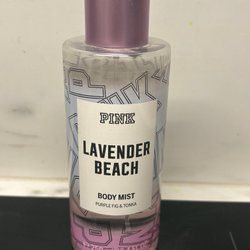 PINK
LAVENDER
BEACH
BODY MIST
PURPLE FIG & TONKA